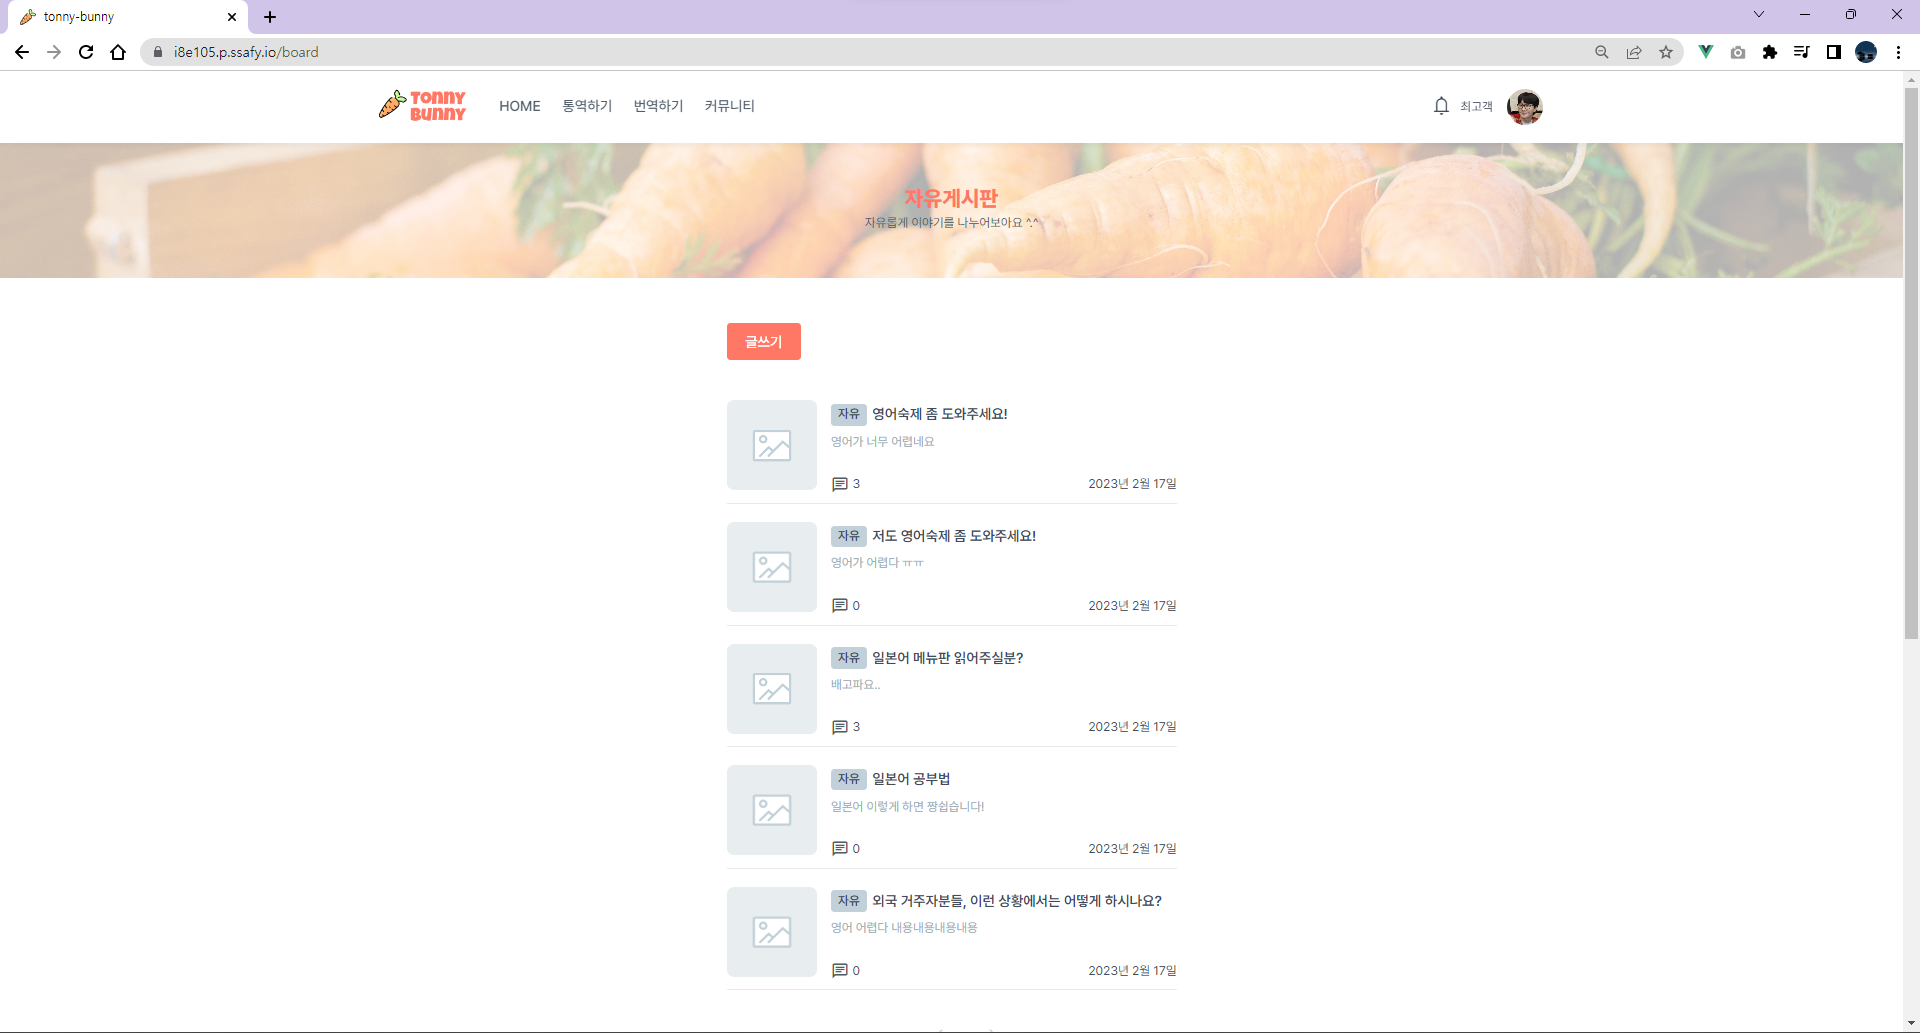 tonny-bunny
i8e105.p.ssafy.io/board
TONNY
BUNNY
HOME 통역하기 번역하기 커뮤니티
최고객
자유게시판
자유롭게 이야기를 나누어보아요 ^.^
글쓰기
자유 영어숙제 좀 도와주세요!
영어가 너무 어렵네요
3 2023년 2월 17일
자유 저도 영어숙제 좀 도와주세요!
영어가 어렵다 ㅠㅠ
0 2023년 2월 17일
자유 일본어 메뉴판 읽어주실분?
배고파요..
3 2023년 2월 17일
자유 일본어 공부법
일본어 이렇게 하면 짱쉽습니다!
0 2023년 2월 17일
자유 외국 거주자분들, 이런 상황에서는 어떻게 하시나요?
영어 어렵다 내용내용내용내용
0 2023년 2월 17일